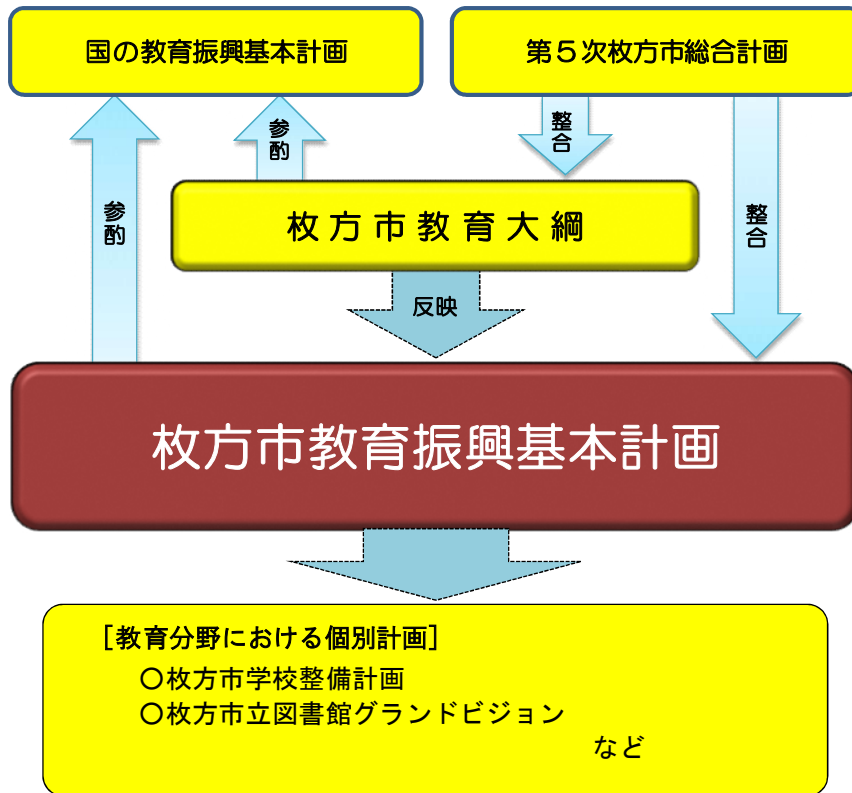 国の教育振興基本計画
第５次枚方市総合計画
参酌
整合
参酌
枚方市教育大綱
整合
反映
枚方市教育振興基本計画
［教育分野における個別計画］
〇枚方市学校整備計画
〇枚方市立図書館グランドビジョン
など